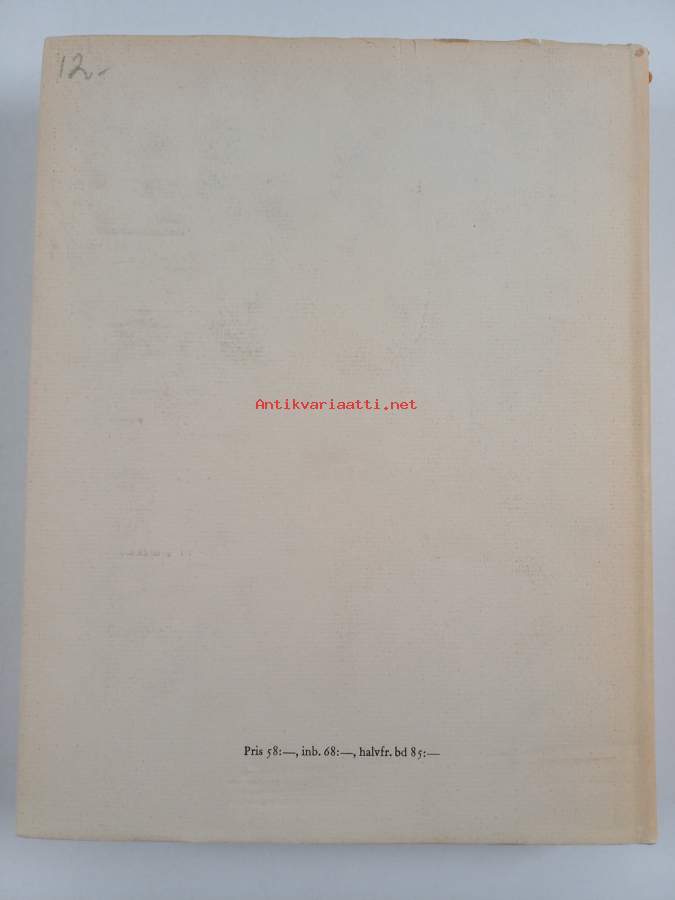 12.-
Antikvariaatti.net
Pris 58:—, inb. 68:—, halvfr. bd 85:—